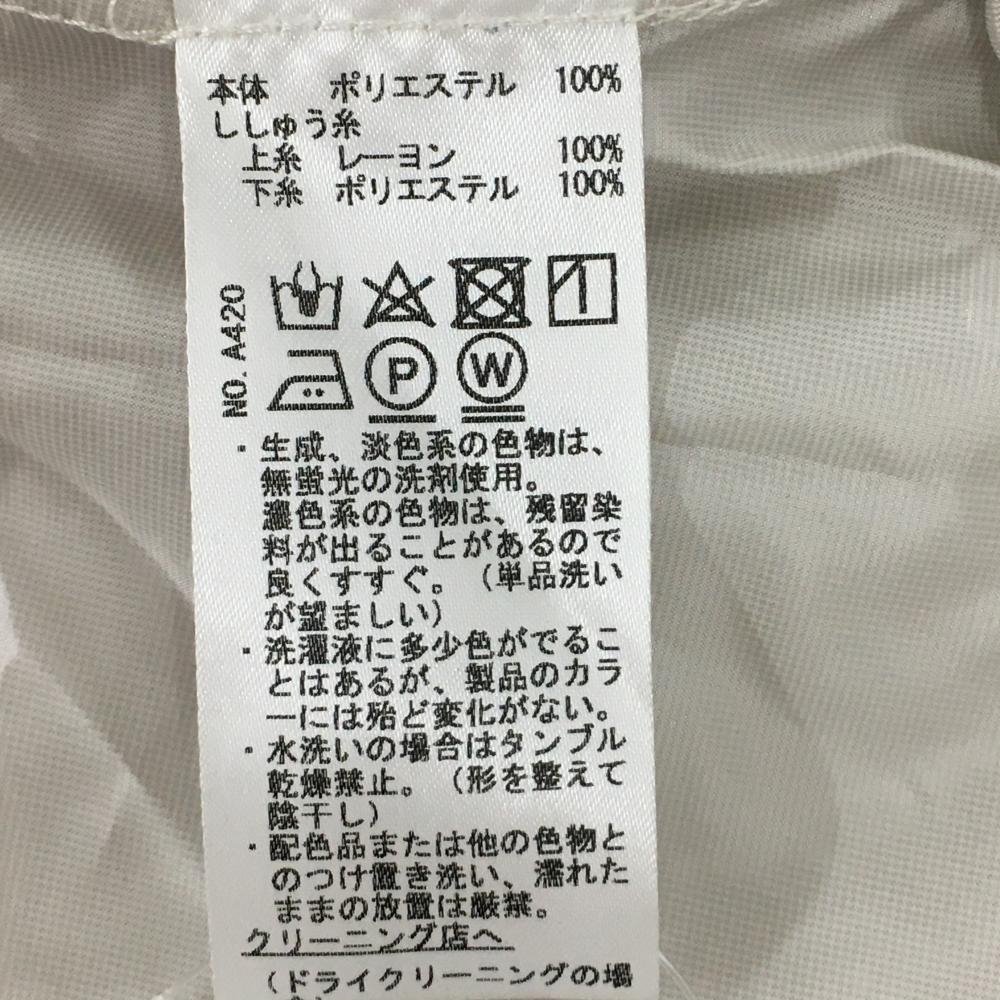 本体 ポリエステル 100%
ししゅう糸
上糸 レーヨン 100%
下糸 ポリエステル 100%
NO. A420
P W
・生成、淡色系の色物は、
無蛍光の洗剤使用。
濃色系の色物は、残留染
料が出ることがあるので
良くすすぐ。（単品洗い
が望ましい）
・洗濯液に多少色がでるこ
とはあるが、製品のカラ
ーには殆ど変化がない。
・水洗いの場合はタンブル
乾燥禁止。（形を整えて
陰干し）
・配色品または他の色物と
のつけ置き洗い、濡れた
ままの放置は厳禁。
クリーニング店へ
（ドライクリーニングの場